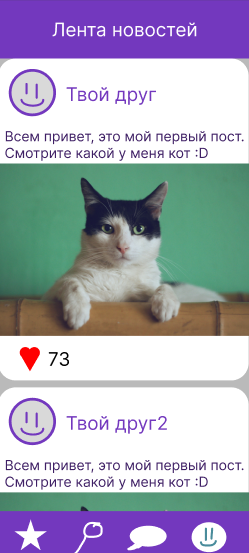 Лента новостей
Твой друг
Всем привет, это мой первый пост.
Смотрите какой у меня кот :D
73
Твой друг2
Всем привет, это мой первый пост.
Смотрите какой у меня кот :D